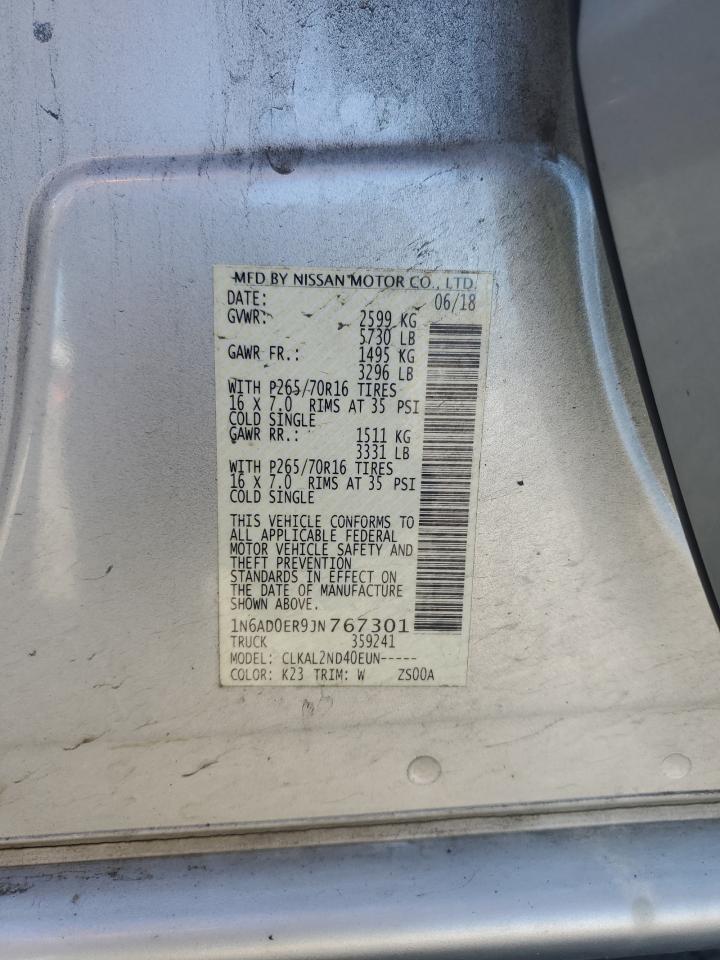 MFD BY NISSAN MOTOR CO., LTD.
DATE: 06/18
GVWR: 2599 KG
5730 LB
GAWR FR.: 1495 KG
3296 LB
WITH P265/70R16 TIRES
16 X 7.0 RIMS AT 35 PSI
COLD SINGLE
GAWR RR.: 1511 KG
3331 LB
WITH P265/70R16 TIRES
16 X 7.0 RIMS AT 35 PSI
COLD SINGLE
THIS VEHICLE CONFORMS TO
ALL APPLICABLE FEDERAL
MOTOR VEHICLE SAFETY AND
THEFT PREVENTION
STANDARDS IN EFFECT ON
THE DATE OF MANUFACTURE
SHOWN ABOVE.
1N6AD0ER9JN767301
TRUCK 359241
MODEL: CLKAL2ND40EUN-----
COLOR: K23 TRIM: W ZS00A